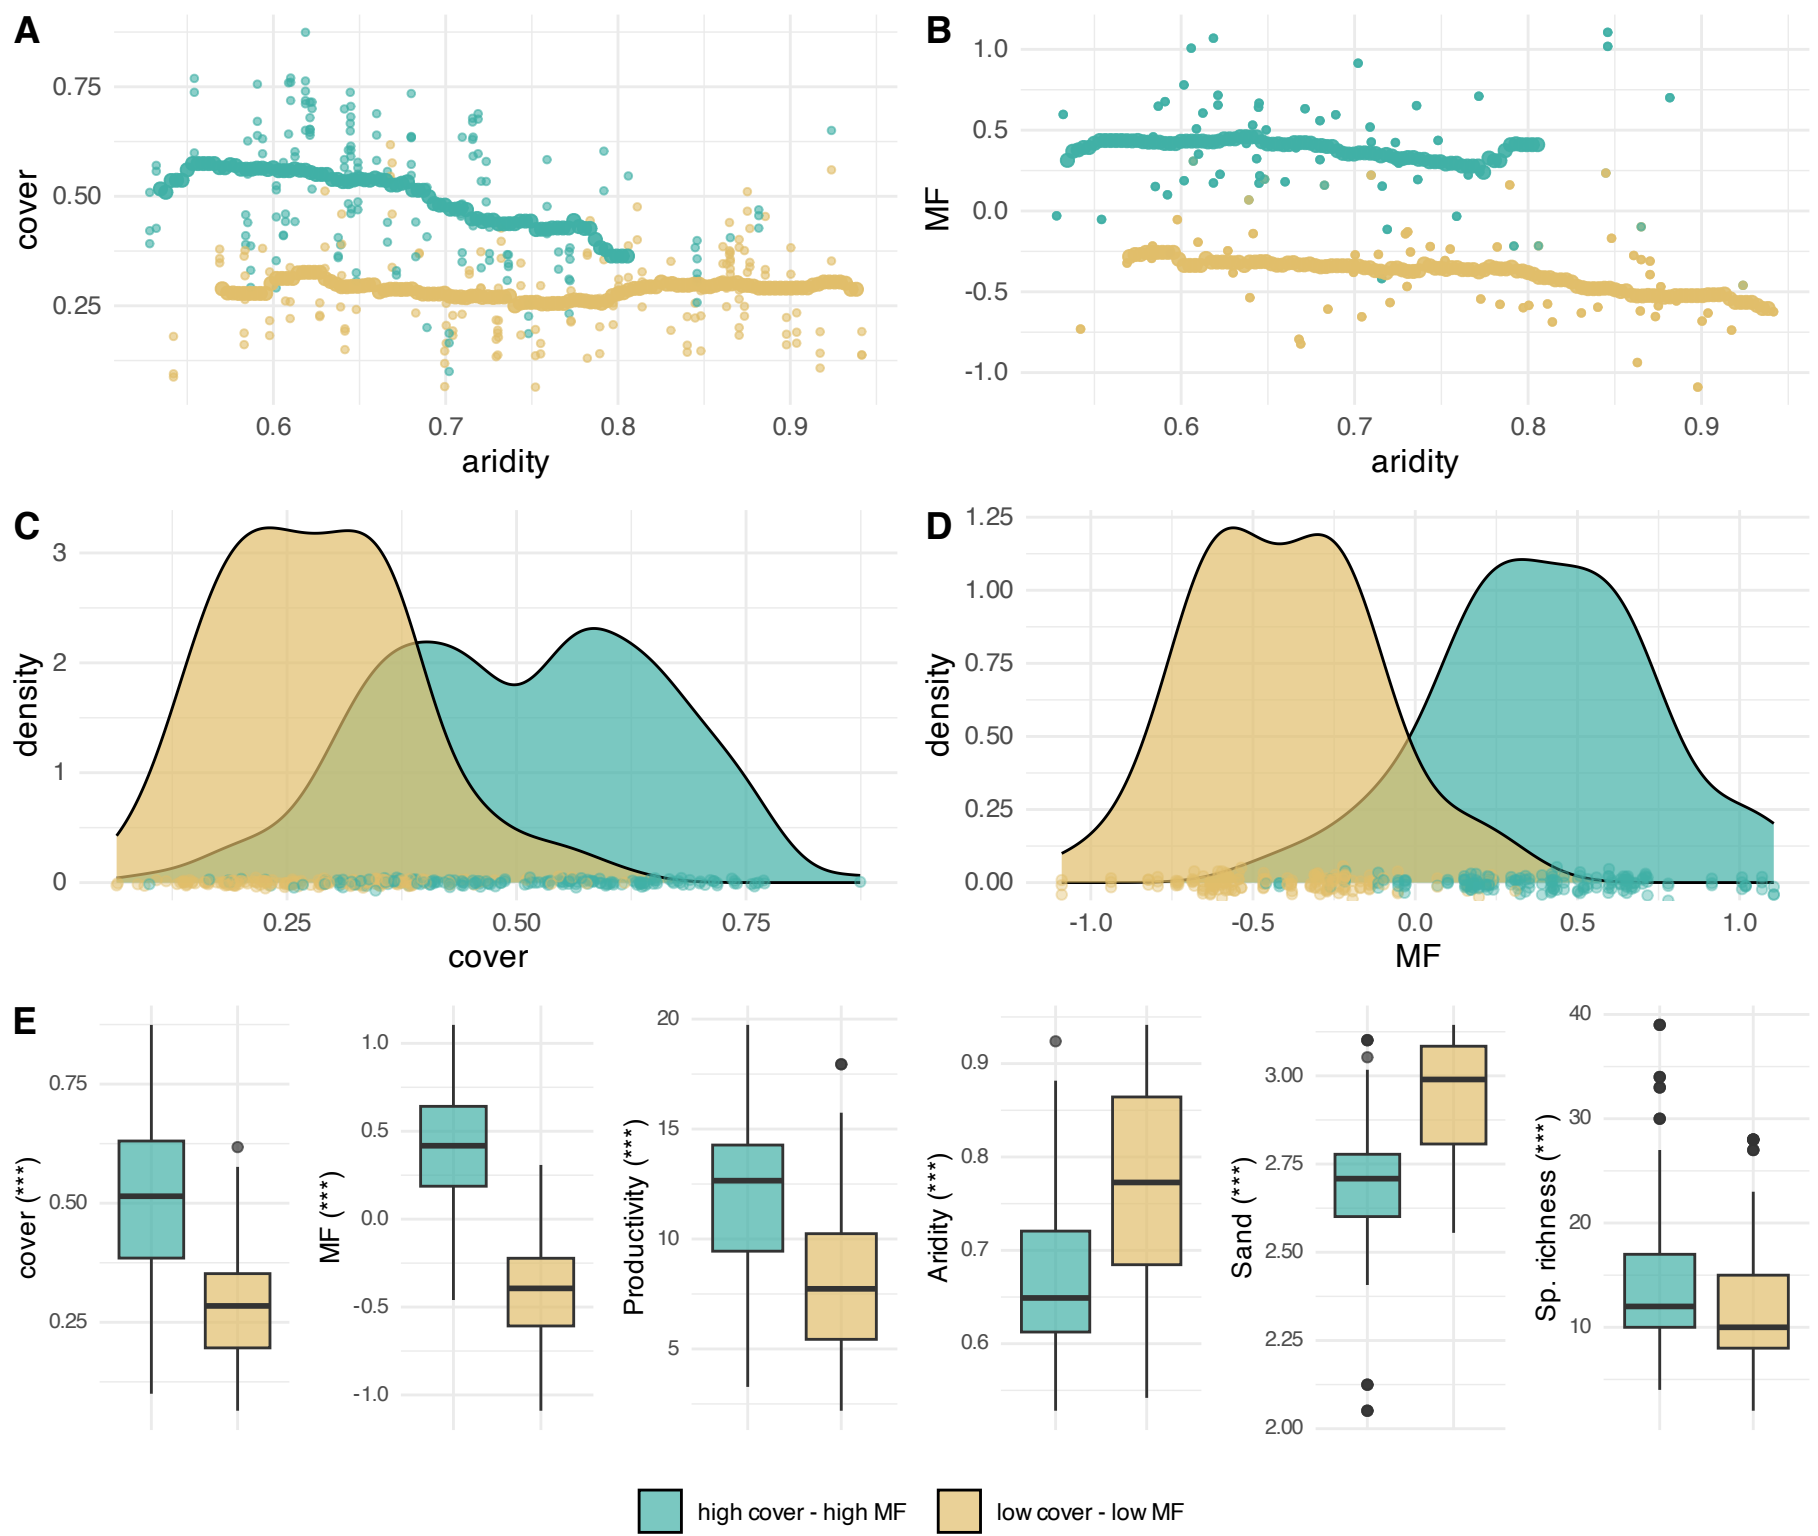 A
cover
0.75
0.50
0.25
0.6 0.7 0.8 0.9
aridity
B
MF
1.0
0.5
0.0
-0.5
-1.0
0.6 0.7 0.8 0.9
aridity
C
density
3
2
1
0
0.25 0.50 0.75
cover
D
density
1.25
1.00
0.75
0.50
0.25
0.00
-1.0 -0.5 0.0 0.5 1.0
MF
E
cover (***)
0.75
0.50
0.25
MF (***)
1.0
0.5
0.0
-0.5
-1.0
Productivity (***)
20
15
10
5
Aridity (***)
0.9
0.8
0.7
0.6
Sand (***)
3.00
2.75
2.50
2.25
2.00
Sp. richness (***)
40
30
20
10
high cover - high MF
low cover - low MF